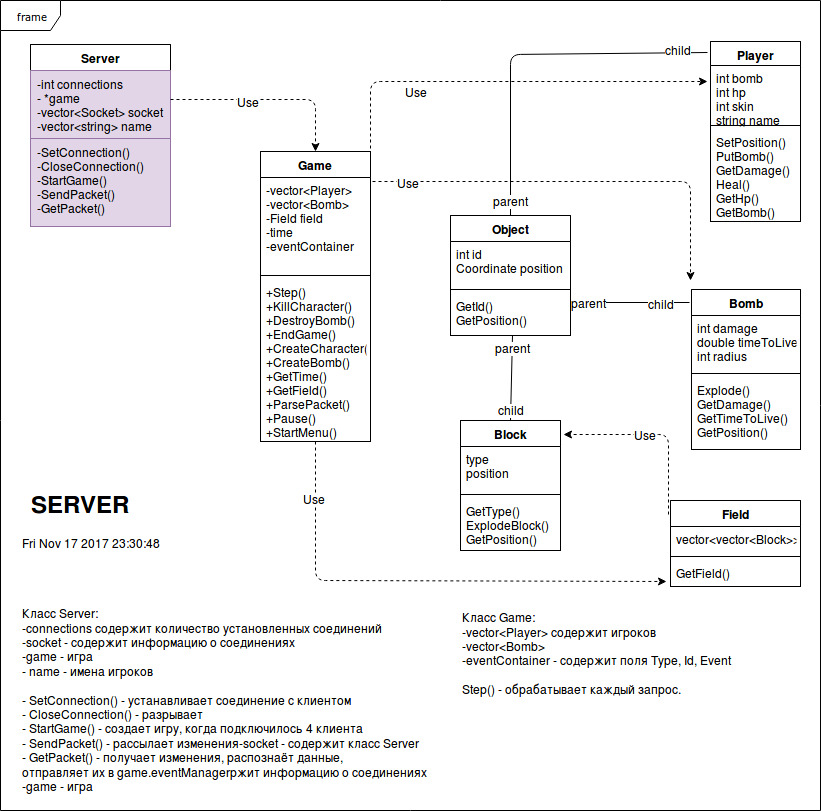 frame
Server
-int connections
- *game
-vector<Socket> socket
-vector<string> name
-SetConnection()
-CloseConnection()
-StartGame()
-SendPacket()
-GetPacket()
Use
Game
-vector<Player>
-vector<Bomb>
-Field field
-time
-eventContainer
+Step()
+KillCharacter()
+DestroyBomb()
+EndGame()
+CreateCharacter(
+CreateBomb()
+GetTime()
+GetField()
+ParsePacket()
+Pause()
+StartMenu()
Use
Use
Use
child
parent
Player
int bomb
int hp
int skin
string name
SetPosition()
PutBomb()
GetDamage()
Heal()
GetHp()
GetBomb()
Object
int id
Coordinate position
GetId()
GetPosition()
parent
child
Bomb
int damage
double timeToLive
int radius
Explode()
GetDamage()
GetTimeToLive()
GetPosition()
parent
child
Block
type
position
GetType()
ExplodeBlock()
GetPosition()
Use
Field
vector<vector<Block>>
GetField()
SERVER
Fri Nov 17 2017 23:30:48
Класс Server:
-connections содержит количество установленных соединений
-socket - содержит информацию о соединениях
-game - игра
- name - имена игроков
- SetConnection() - устанавливает соединение с клиентом
- CloseConnection() - разрывает
- StartGame() - создает игру, когда подключилось 4 клиента
- SendPacket() - рассылает изменения-socket - содержит класс Server
- GetPacket() - получает изменения, распознаёт данные,
отправляет их в game.eventManagerржит информацию о соединениях
-game - игра
Класс Game:
-vector<Player> содержит игроков
-vector<Bomb>
-eventContainer - содержит поля Type, Id, Event
Step() - обрабатывает каждый запрос.